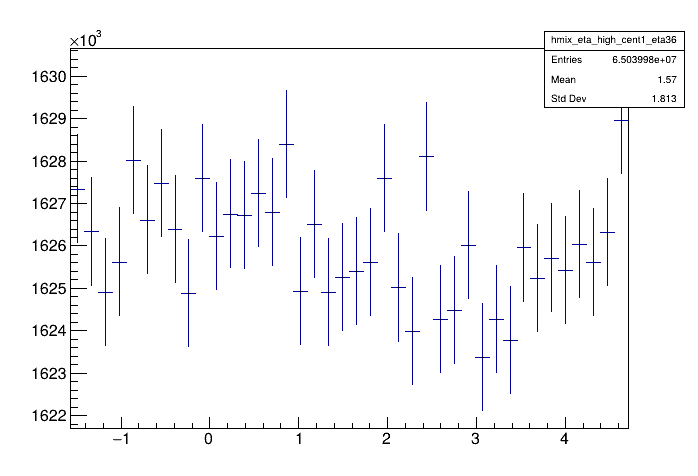 ×10³
hmix_eta_high_cent1_eta36
Entries 6.503998e+07
Mean 1.57
Std Dev 1.813
1630
1629
1628
1627
1626
1625
1624
1623
1622
−1 0 1 2 3 4